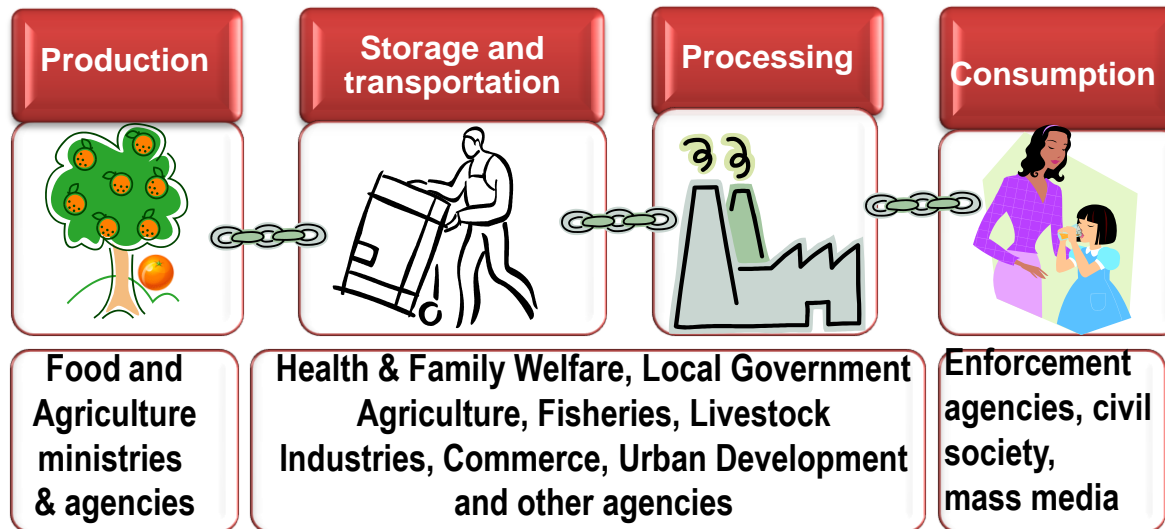 Production
Storage and
transportation
Processing
Consumption
Food and
Agriculture
ministries
& agencies
Health & Family Welfare, Local Government
Agriculture, Fisheries, Livestock
Industries, Commerce, Urban Development
and other agencies
Enforcement
agencies, civil
society,
mass media